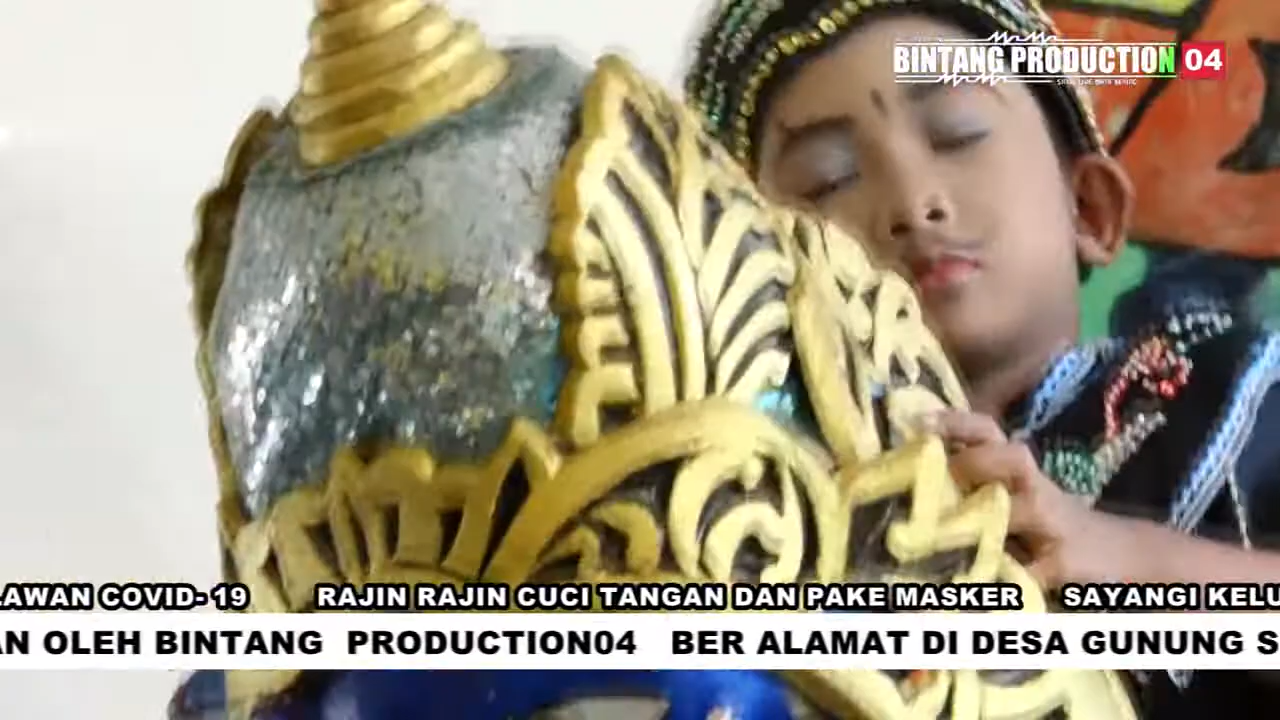 BINTANG PRODUCTION 04
LAWAN COVID-19 RAJIN RAJIN CUCI TANGAN DAN PAKE MASKER SAYANGI KELU
AN OLEH BINTANG PRODUCTION04 BER ALAMAT DI DESA GUNUNG S